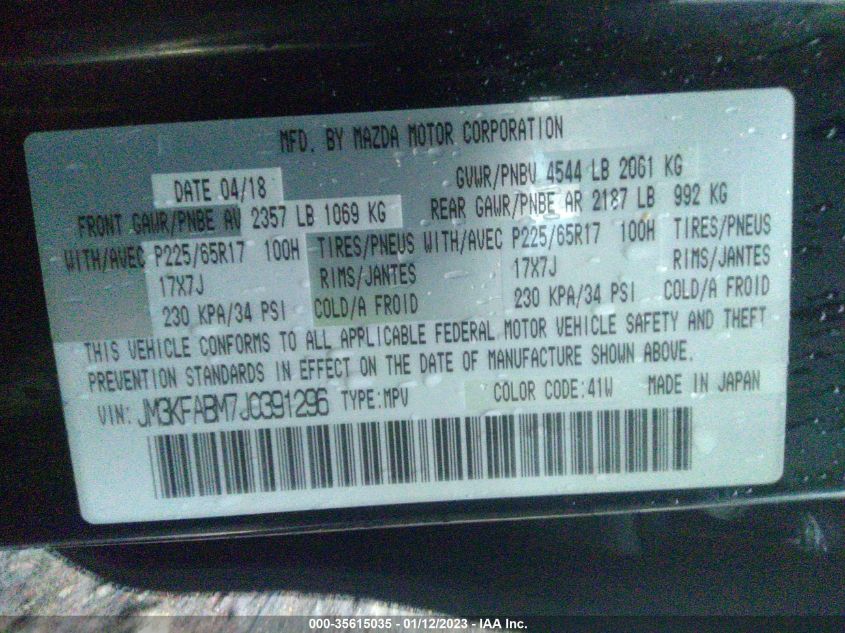 MFD. BY MAZDA MOTOR CORPORATION
DATE 04/18 GVWR/PNBV 4544 LB 2061 KG
FRONT GAWR/PNBE AV 2357 LB 1069 KG REAR GAWR/PNBE AR 2187 LB 992 KG
WITH/AVEC P225/65R17 100H TIRES/PNEUS WITH/AVEC P225/65R17 100H TIRES/PNEUS
17X7J RIMS/JANTES 17X7J RIMS/JANTES
230 KPA/34 PSI COLD/A FROID 230 KPA/34 PSI COLD/A FROID
THIS VEHICLE CONFORMS TO ALL APPLICABLE FEDERAL MOTOR VEHICLE SAFETY AND THEFT
PREVENTION STANDARDS IN EFFECT ON THE DATE OF MANUFACTURE SHOWN ABOVE.
VIN: JM3KFABM7J0391296 TYPE:MPV COLOR CODE:41W MADE IN JAPAN
000-35615035 - 01/12/2023 - IAA Inc.